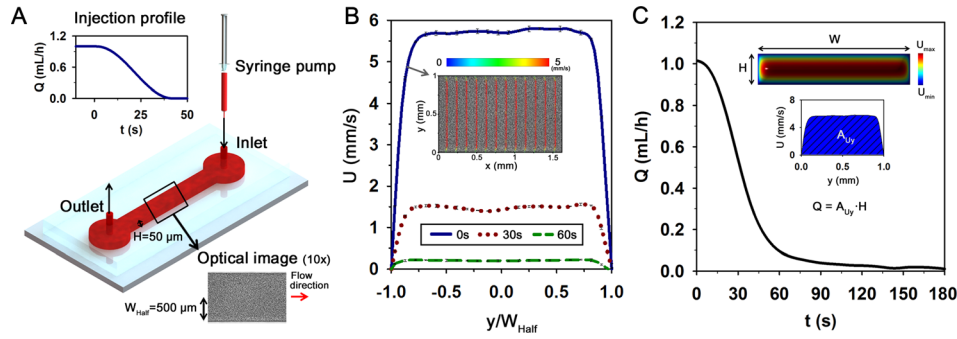 A
Injection profile
Q (mL/h)
1.2
0.6
0.0
0
25
50
t (s)
Syringe pump
Inlet
Outlet
H=50 μm
Optical image (10x)
W_Half=500 μm
Flow
direction
B
U (mm/s)
6
5
4
3
2
1
0
0
5
(mm/s)
y (mm)
1
0
0
0.5
1.0
1.5
x (mm)
0s
30s
60s
-1.0
-0.5
0.0
0.5
1.0
y/W_Half
C
Q (mL/h)
1.2
1.0
0.8
0.6
0.4
0.2
0.0
W
H
U_max
U_min
U (mm/s)
8
4
0
A_Uy
0
0.5
1.0
y (mm)
Q = A_Uy·H
0
30
60
90
120
150
180
t (s)